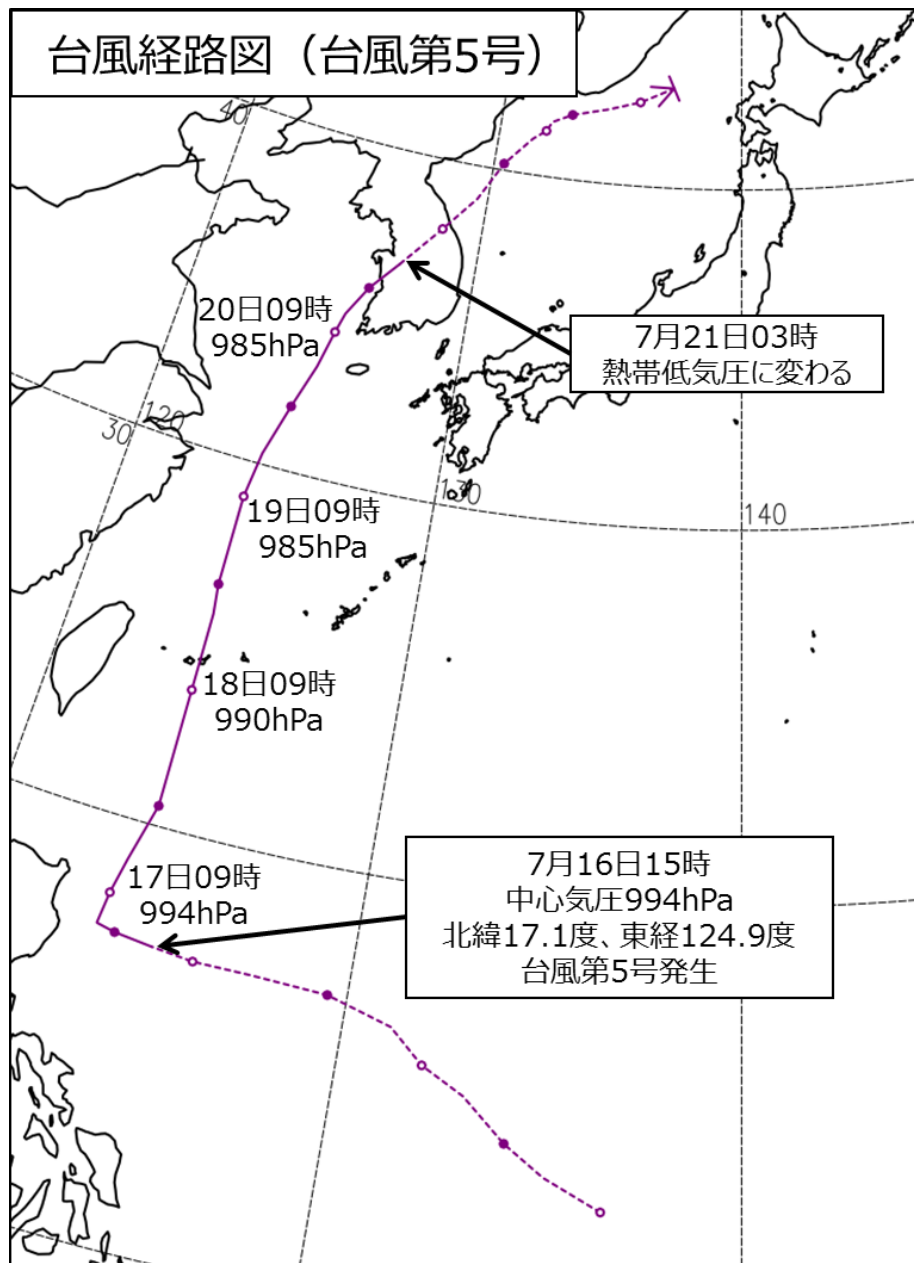 台風経路図（台風第5号）
40
20日09時
985hPa
7月21日03時
熱帯低気圧に変わる
120
30
130
19日09時
985hPa
140
18日09時
990hPa
17日09時
994hPa
7月16日15時
中心気圧994hPa
北緯17.1度、東経124.9度
台風第5号発生